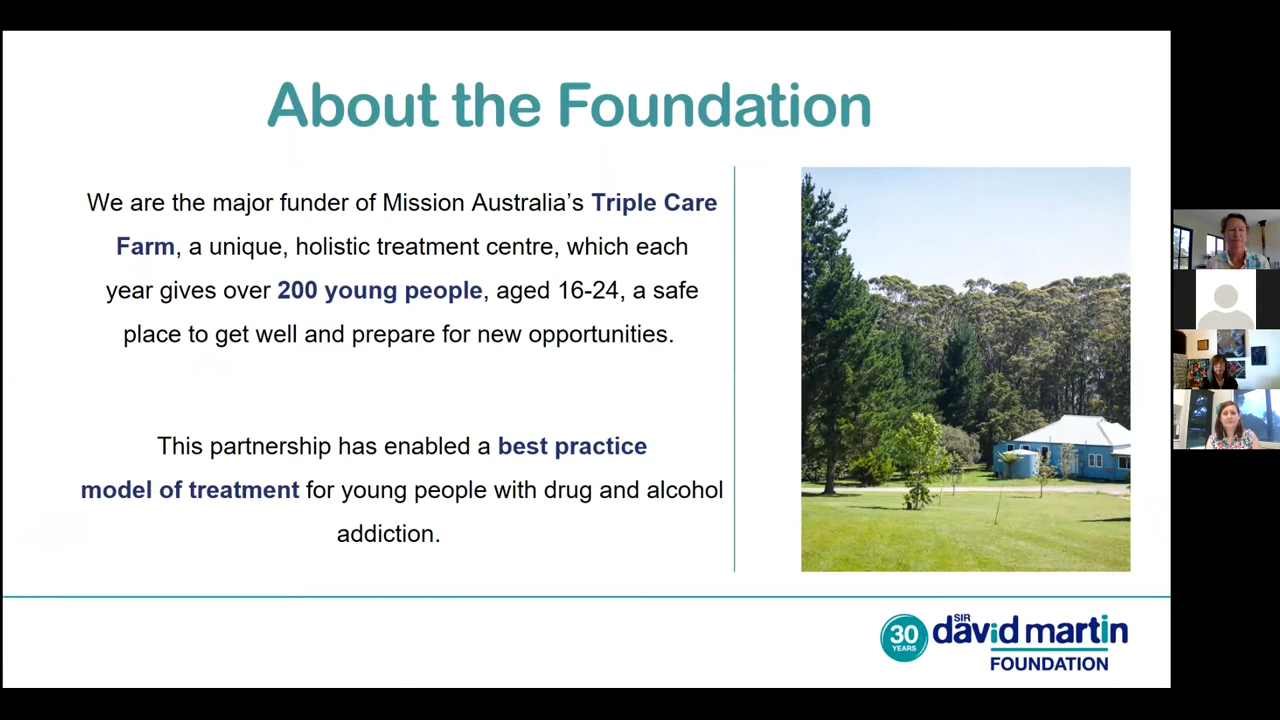 About the Foundation
We are the major funder of Mission Australia’s Triple Care
Farm, a unique, holistic treatment centre, which each
year gives over 200 young people, aged 16-24, a safe
place to get well and prepare for new opportunities.
This partnership has enabled a best practice
model of treatment for young people with drug and alcohol
addiction.
30
YEARS
SIR
david martin
FOUNDATION